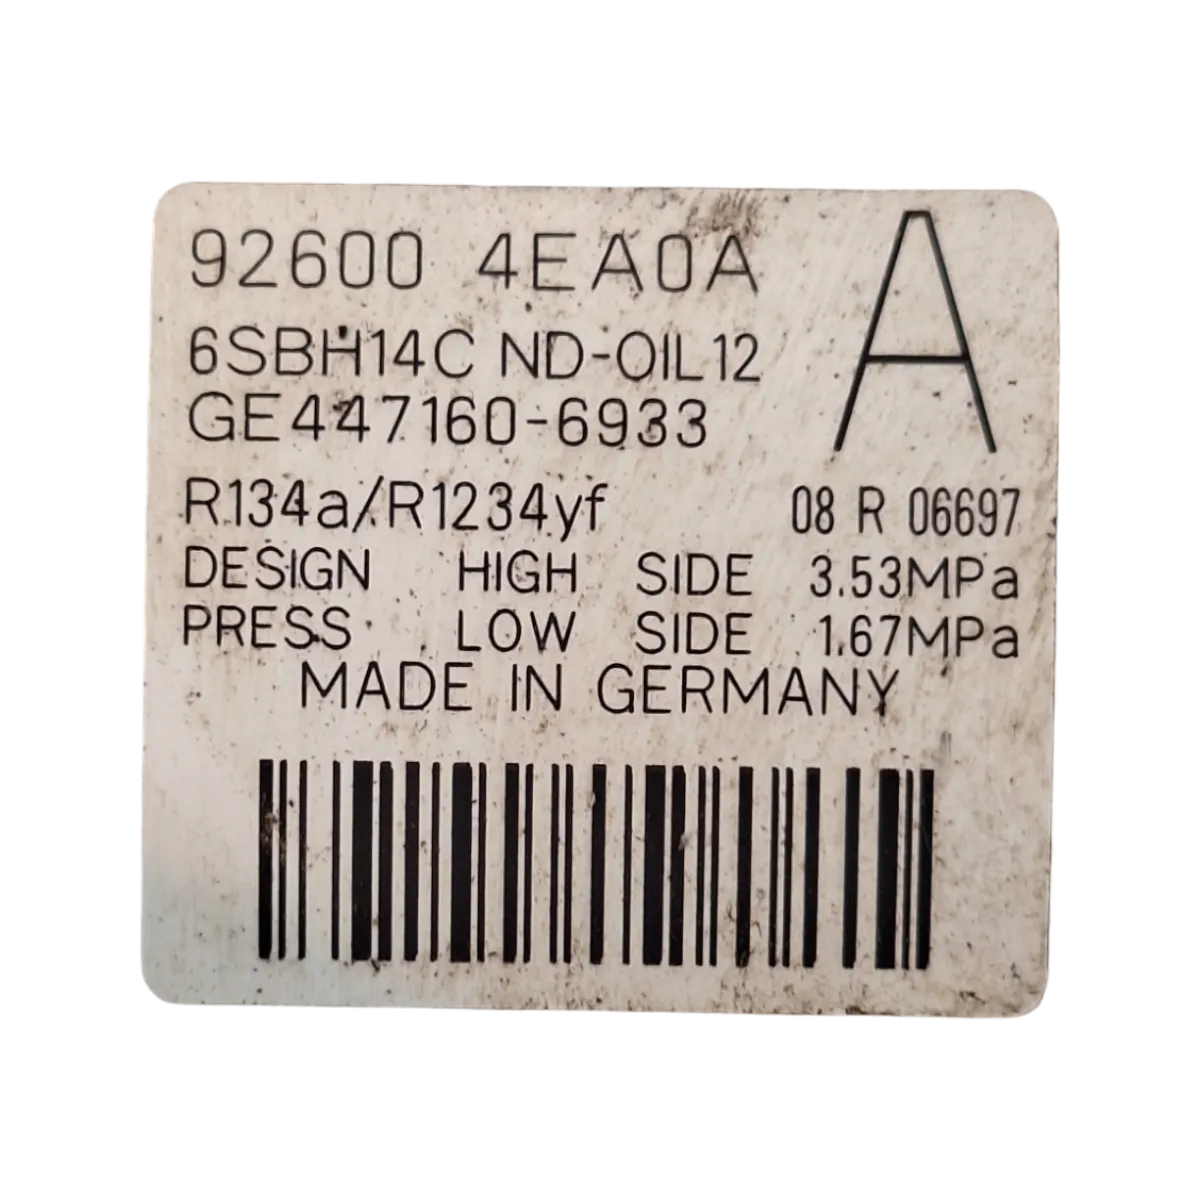 92600 4EA0A A
6SBH14C ND-OIL12
GE447160-6933
R134a/R1234yf 08 R 06697
DESIGN HIGH SIDE 3.53MPa
PRESS LOW SIDE 1.67MPa
MADE IN GERMANY